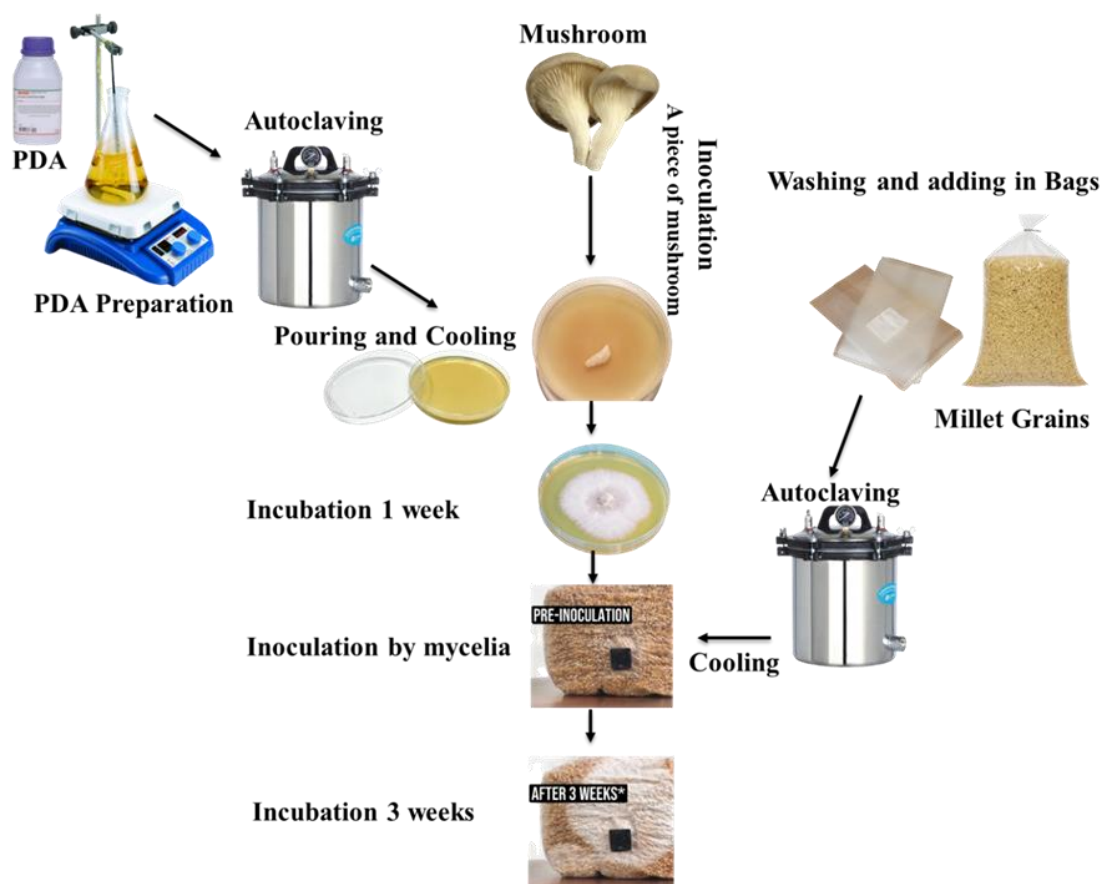 Mushroom
PDA
Autoclaving
PDA Preparation
Inoculation
A piece of mushroom
Washing and adding in Bags
Pouring and Cooling
Millet Grains
Incubation 1 week
Autoclaving
PRE-INOCULATION
Inoculation by mycelia
Cooling
AFTER 3 WEEKS*
Incubation 3 weeks